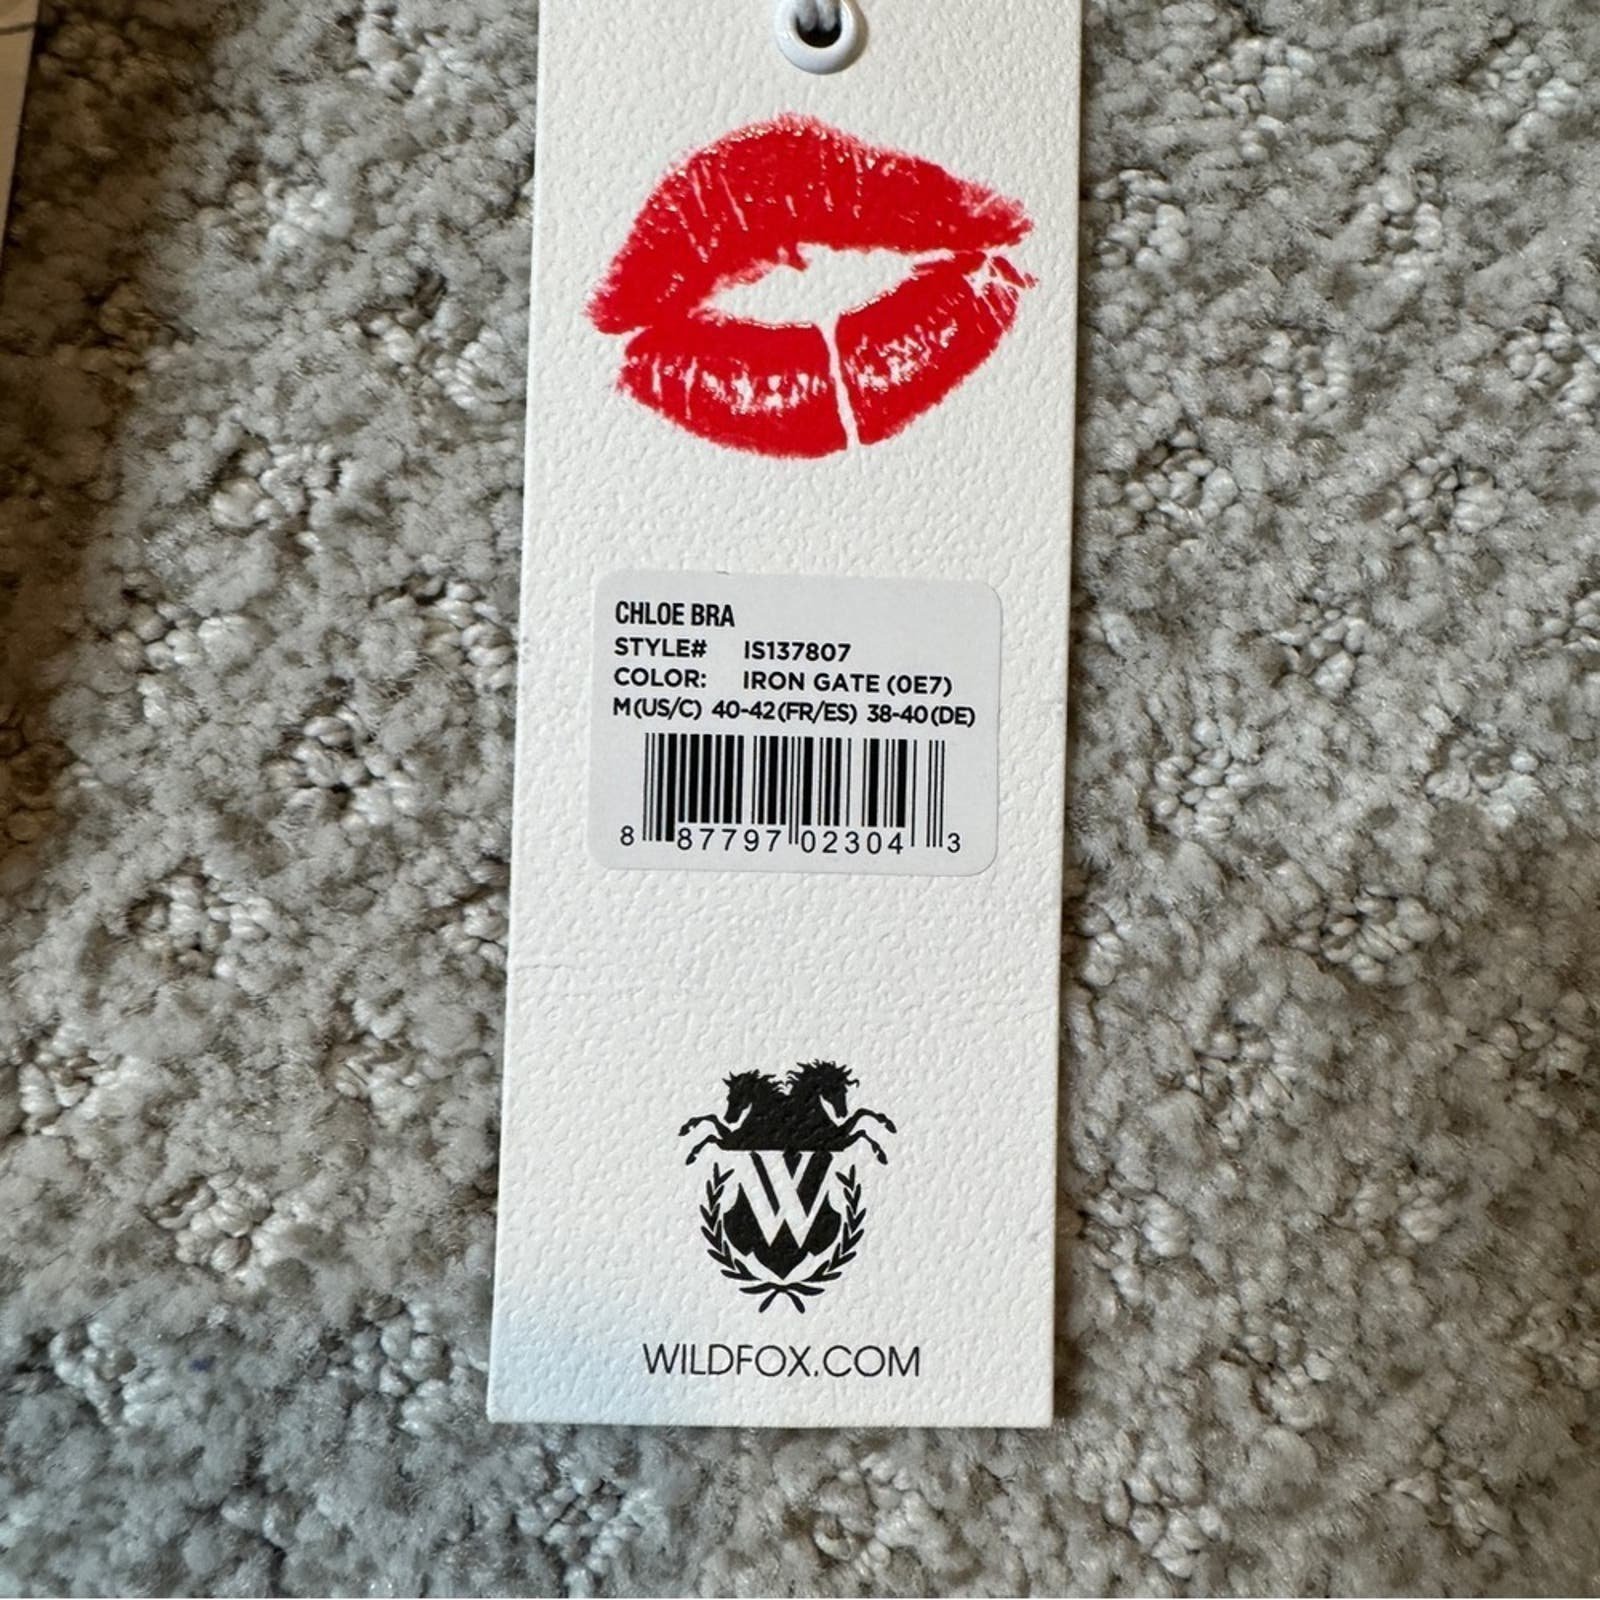 CHLOE BRA
STYLE# IS137807
COLOR: IRON GATE (0E7)
M(US/C) 40-42(FR/ES) 38-40(DE)
8 87797 02304 3
W
WILDFOX.COM